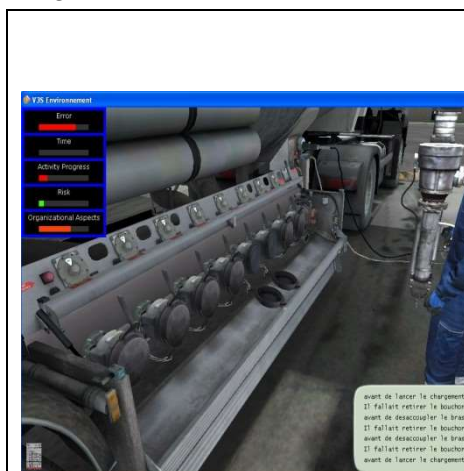 V3S Environnement
Error
Time
Activity Progress
Risk
Organizational Aspects
avant de lancer le chargement
Il fallait retirer le bouchon
avant de desaccoupler le bras
Il fallait retirer le bouchon
avant de desaccoupler le bras
Il fallait retirer le bouchon
avant de lancer le chargement